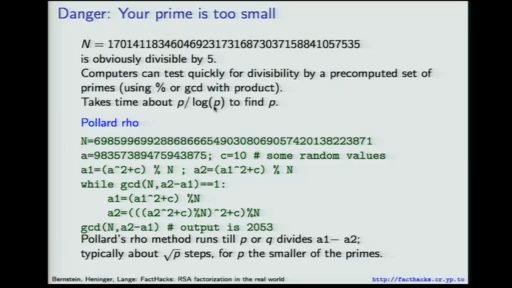 Danger: Your prime is too small
N = 1701411834604692317316873037158841057535
is obviously divisible by 5.
Computers can test quickly for divisibility by a precomputed set of
primes (using % or gcd with product).
Takes time about p/ log(p) to find p.
Pollard rho
N=698599699288686665490308069057420138223871
a=98357389475943875; c=10 # some random values
a1=(a^2+c) % N ; a2=(a1^2+c) % N
while gcd(N,a2-a1)==1:
a1=(a1^2+c) %N
a2=(((a2^2+c)%N)^2+c)%N
gcd(N,a2-a1) # output is 2053
Pollard's rho method runs till p or q divides a1− a2;
typically about √p steps, for p the smaller of the primes.
Bernstein, Heninger, Lange: FactHacks: RSA factorization in the real world
http://facthacks.cr.yp.to